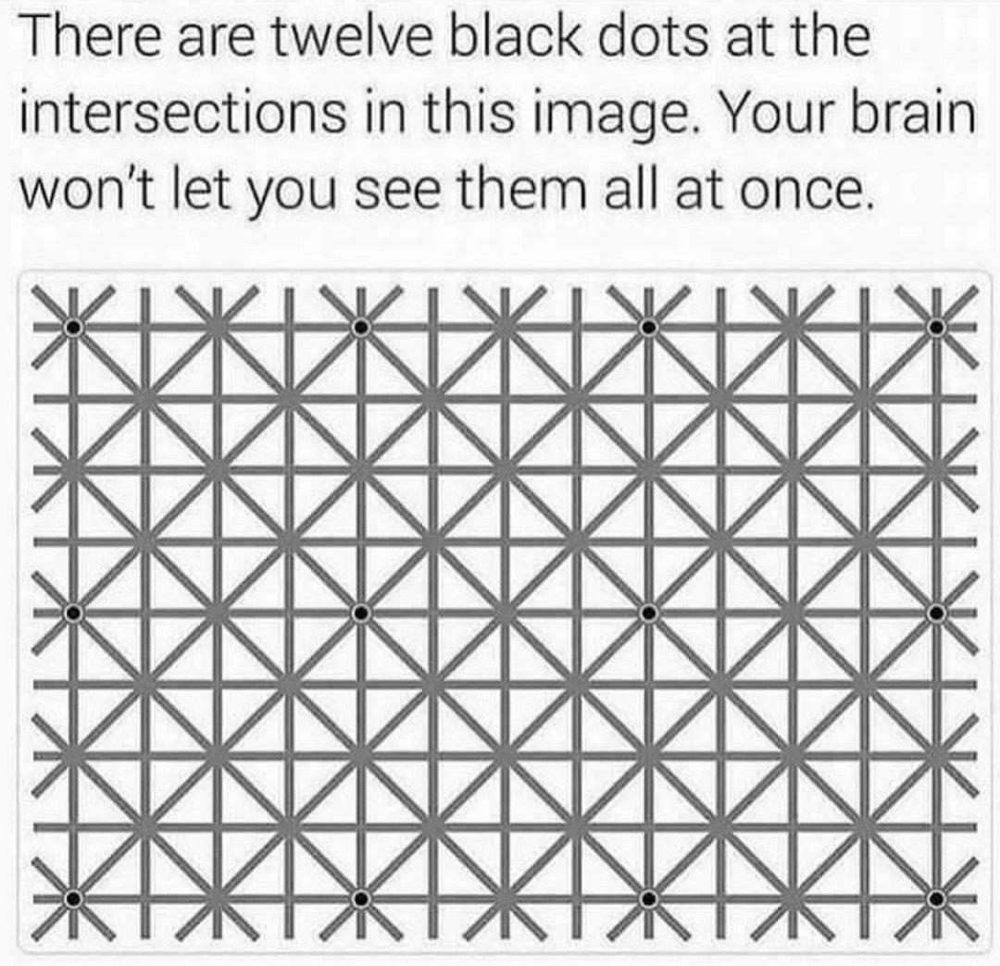 There are twelve black dots at the
intersections in this image. Your brain
won't let you see them all at once.